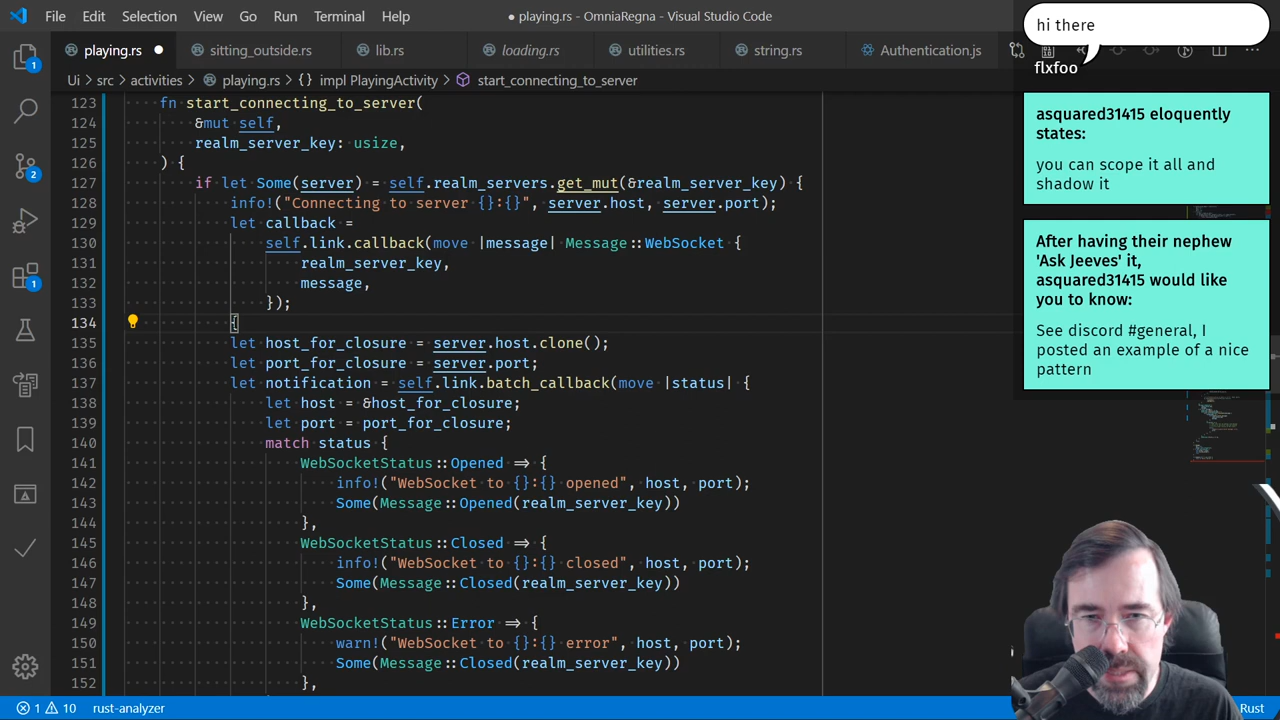 File Edit Selection View Go Run Terminal Help
● playing.rs - OmniaRegna - Visual Studio Code
playing.rs ● sitting_outside.rs lib.rs loading.rs utilities.rs string.rs Authentication.js
Ui › src › activities › playing.rs › {} impl PlayingActivity › start_connecting_to_server
123 fn start_connecting_to_server(
124 &mut self,
125 realm_server_key: usize,
126 ) {
127 if let Some(server) = self.realm_servers.get_mut(&realm_server_key) {
128 info!("Connecting to server {}:{}", server.host, server.port);
129 let callback =
130 self.link.callback(move |message| Message::WebSocket {
131 realm_server_key,
132 message,
133 });
134 {
135 let host_for_closure = server.host.clone();
136 let port_for_closure = server.port;
137 let notification = self.link.batch_callback(move |status| {
138 let host = &host_for_closure;
139 let port = port_for_closure;
140 match status {
141 WebSocketStatus::Opened => {
142 info!("WebSocket to {}:{} opened", host, port);
143 Some(Message::Opened(realm_server_key))
144 },
145 WebSocketStatus::Closed => {
146 info!("WebSocket to {}:{} closed", host, port);
147 Some(Message::Closed(realm_server_key))
148 },
149 WebSocketStatus::Error => {
150 warn!("WebSocket to {}:{} error", host, port);
151 Some(Message::Closed(realm_server_key))
152 },
1 2 1
1 10 rust-analyzer
Rust
hi there
flxfoo
asquared31415 eloquently
states:
you can scope it all and
shadow it
After having their nephew
'Ask Jeeves' it,
asquared31415 would like
you to know:
See discord #general, I
posted an example of a nice
pattern